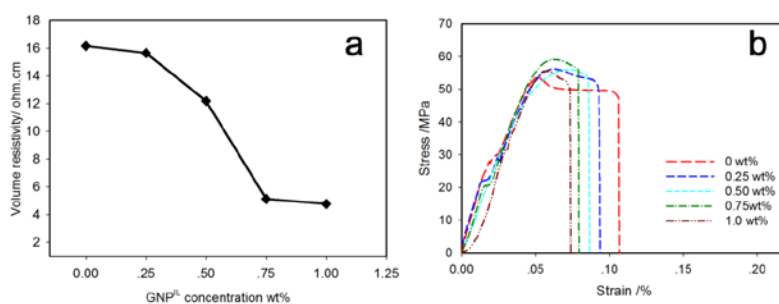 a
18
16
14
12
10
8
6
4
2
Volume resistivity/ ohm.cm
0.00 .25 .50 .75 1.00 1.25
GNPᴵᴸ concentration wt%
b
70
60
50
40
30
20
10
0
Stress /MPa
0 wt%
0.25 wt%
0.50 wt%
0.75wt%
1.0 wt%
0.00 .05 .10 .15 .20
Strain /%